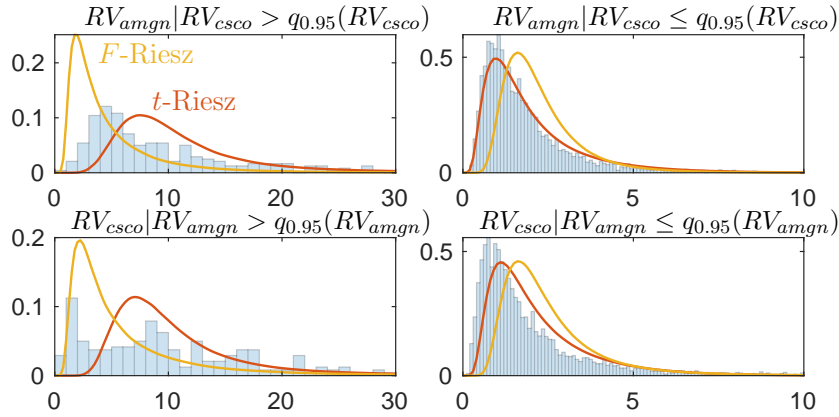 RV_{amgn}|RV_{csco} > q_{0.95}(RV_{csco})
RV_{amgn}|RV_{csco} ≤ q_{0.95}(RV_{csco})
0.2
F-Riesz
0.5
t-Riesz
0.1
0
0
0 10 20 30
0 5 10
RV_{csco}|RV_{amgn} > q_{0.95}(RV_{amgn})
RV_{csco}|RV_{amgn} ≤ q_{0.95}(RV_{amgn})
0.2
0.5
0.1
0
0
0 10 20 30
0 5 10